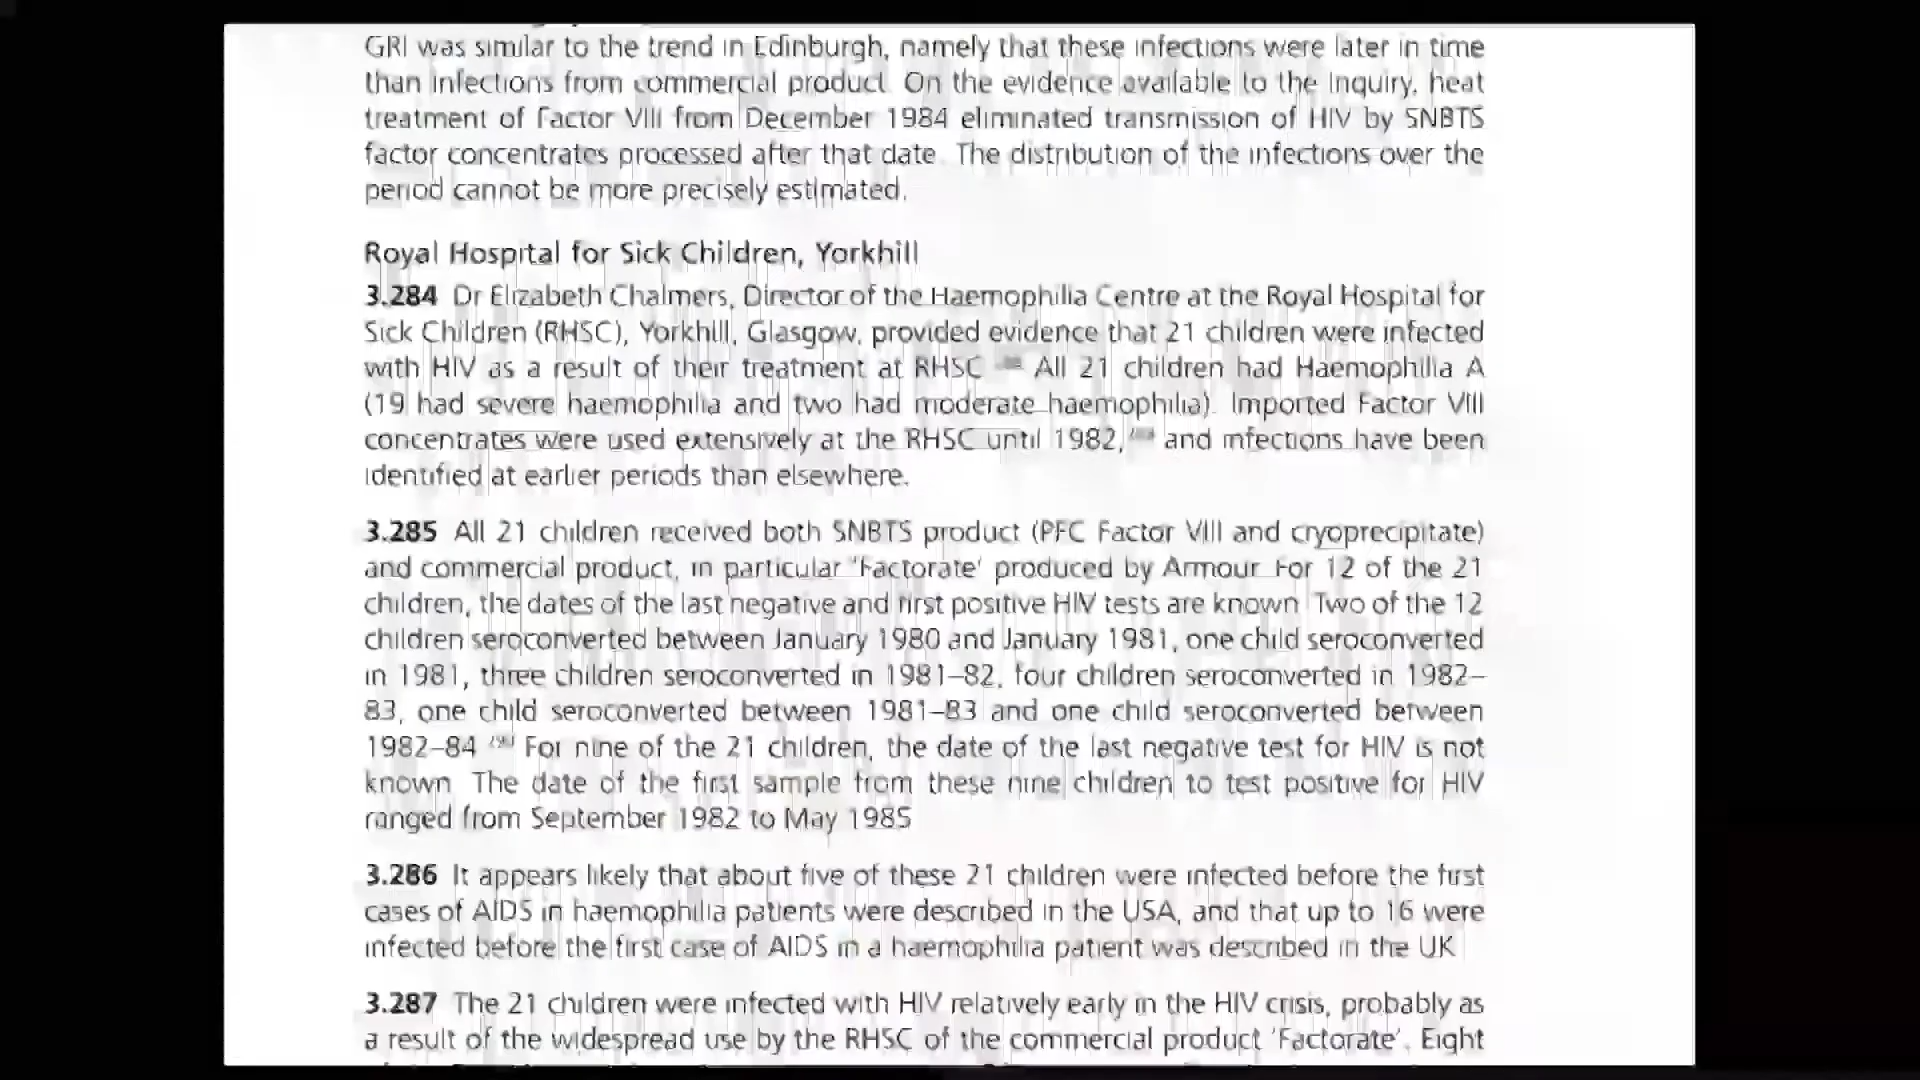 GRI was similar to the trend in Edinburgh, namely that these infections were later in time
than infections from commercial product. On the evidence available to the Inquiry, heat
treatment of Factor VIII from December 1984 eliminated transmission of HIV by SNBTS
factor concentrates processed after that date. The distribution of the infections over the
period cannot be more precisely estimated.
Royal Hospital for Sick Children, Yorkhill
3.284 Dr Elizabeth Chalmers, Director of the Haemophilia Centre at the Royal Hospital for
Sick Children (RHSC), Yorkhill, Glasgow, provided evidence that 21 children were infected
with HIV as a result of their treatment at RHSC All 21 children had Haemophilia A
(19 had severe haemophilia and two had moderate haemophilia). Imported Factor VIII
concentrates were used extensively at the RHSC until 1982, and infections have been
identified at earlier periods than elsewhere.
3.285 All 21 children received both SNBTS product (PFC Factor VIII and cryoprecipitate)
and commercial product, in particular 'Factorate' produced by Armour. For 12 of the 21
children, the dates of the last negative and first positive HIV tests are known. Two of the 12
children seroconverted between January 1980 and January 1981, one child seroconverted
in 1981, three children seroconverted in 1981–82, four children seroconverted in 1982–
83, one child seroconverted between 1981–83 and one child seroconverted between
1982–84 For nine of the 21 children, the date of the last negative test for HIV is not
known. The date of the first sample from these nine children to test positive for HIV
ranged from September 1982 to May 1985
3.286 It appears likely that about five of these 21 children were infected before the first
cases of AIDS in haemophilia patients were described in the USA, and that up to 16 were
infected before the first case of AIDS in a haemophilia patient was described in the UK
3.287 The 21 children were infected with HIV relatively early in the HIV crisis, probably as
a result of the widespread use by the RHSC of the commercial product 'Factorate'. Eight